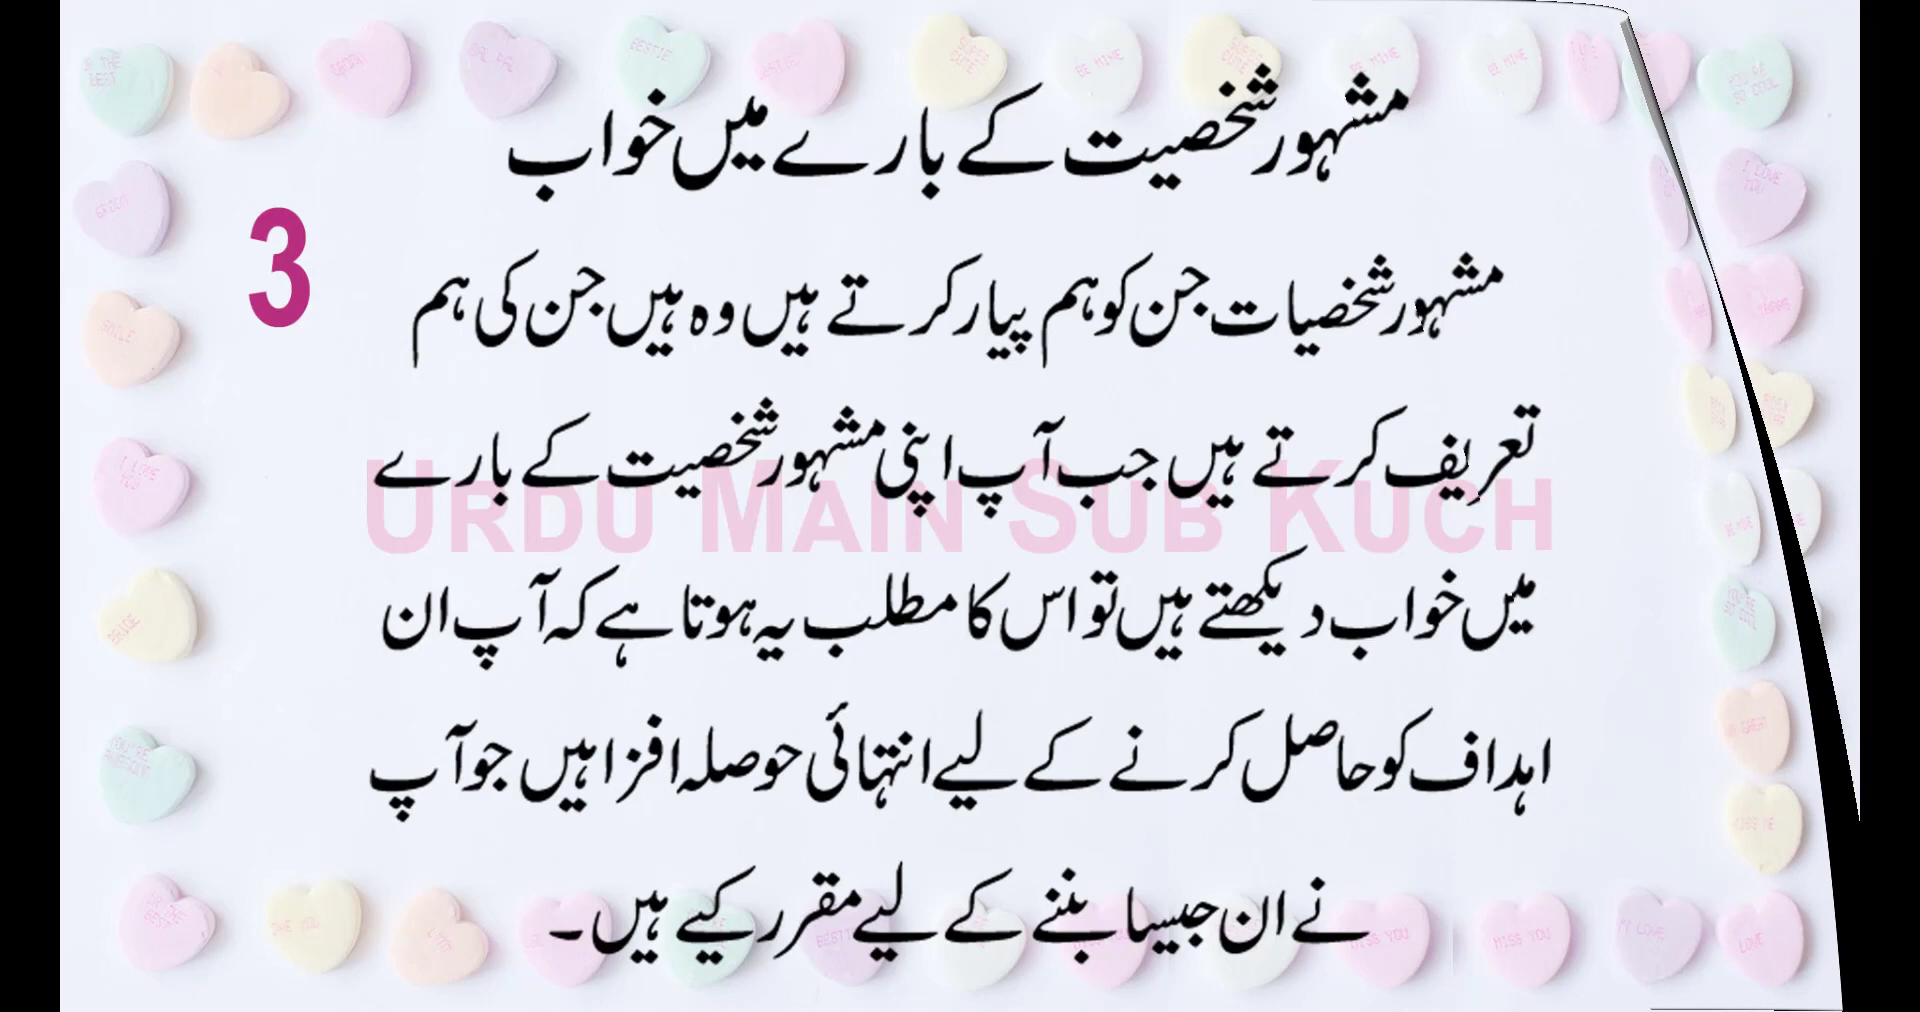 مشہور شخصیت کے بارے میں خواب
3
مشہور شخصیات جن کو ہم پیار کرتے ہیں وہ ہیں جن کی ہم
تعریف کرتے ہیں جب آپ اپنی مشہور شخصیت کے بارے
URDU MAIN SUB KUCH
میں خواب دیکھتے ہیں تو اس کا مطلب یہ ہوتا ہے کہ آپ ان
اہداف کو حاصل کرنے کے لیے انتہائی حوصلہ افزا ہیں جو آپ
نے ان جیسا بننے کے لیے مقرر کیے ہیں۔